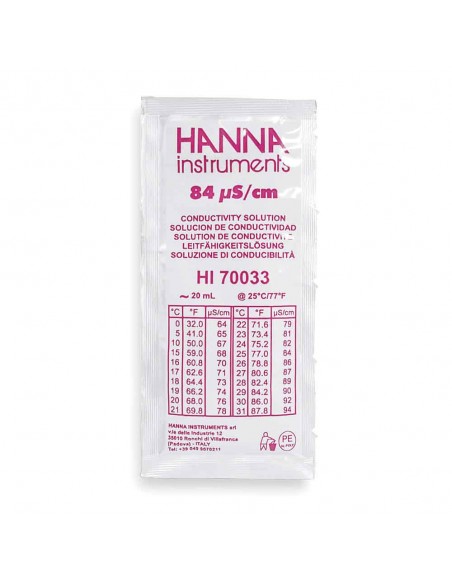 HANNA
instruments
84 µS/cm
CONDUCTIVITY SOLUTION
SOLUCION DE CONDUCTIVIDAD
SOLUTION DE CONDUCTIVITE
LEITFÄHIGKEITSLÖSUNG
SOLUZIONE DI CONDUCIBILITÀ
HI 70033
~ 20 mL @ 25°C/77°F
°C °F µS/cm °C °F µS/cm
0 32.0 64 22 71.6 79
5 41.0 65 23 73.4 81
10 50.0 67 24 75.2 82
15 59.0 68 25 77.0 84
16 60.8 70 26 78.8 86
17 62.6 71 27 80.6 87
18 64.4 73 28 82.4 89
19 66.2 74 29 84.2 90
20 68.0 76 30 86.0 92
21 69.8 78 31 87.8 94
HANNA INSTRUMENTS srl
v.le delle Industrie 12
35010 Ronchi di Villafranca
(Padova) - ITALY
PE